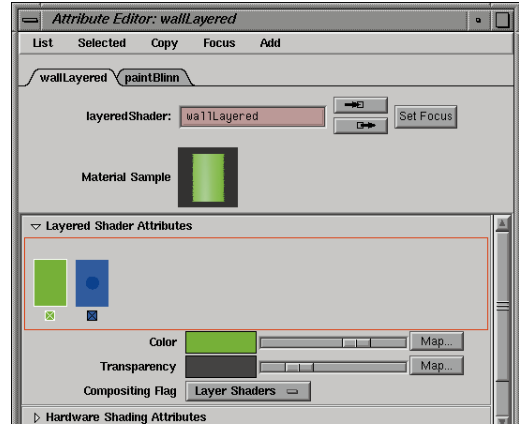 Attribute Editor: wallLayered
List Selected Copy Focus Add
wallLayered paintBlinn
layeredShader: wallLayered Set Focus
Material Sample
Layered Shader Attributes
Color Map...
Transparency Map...
Compositing Flag Layer Shaders
Hardware Shading Attributes